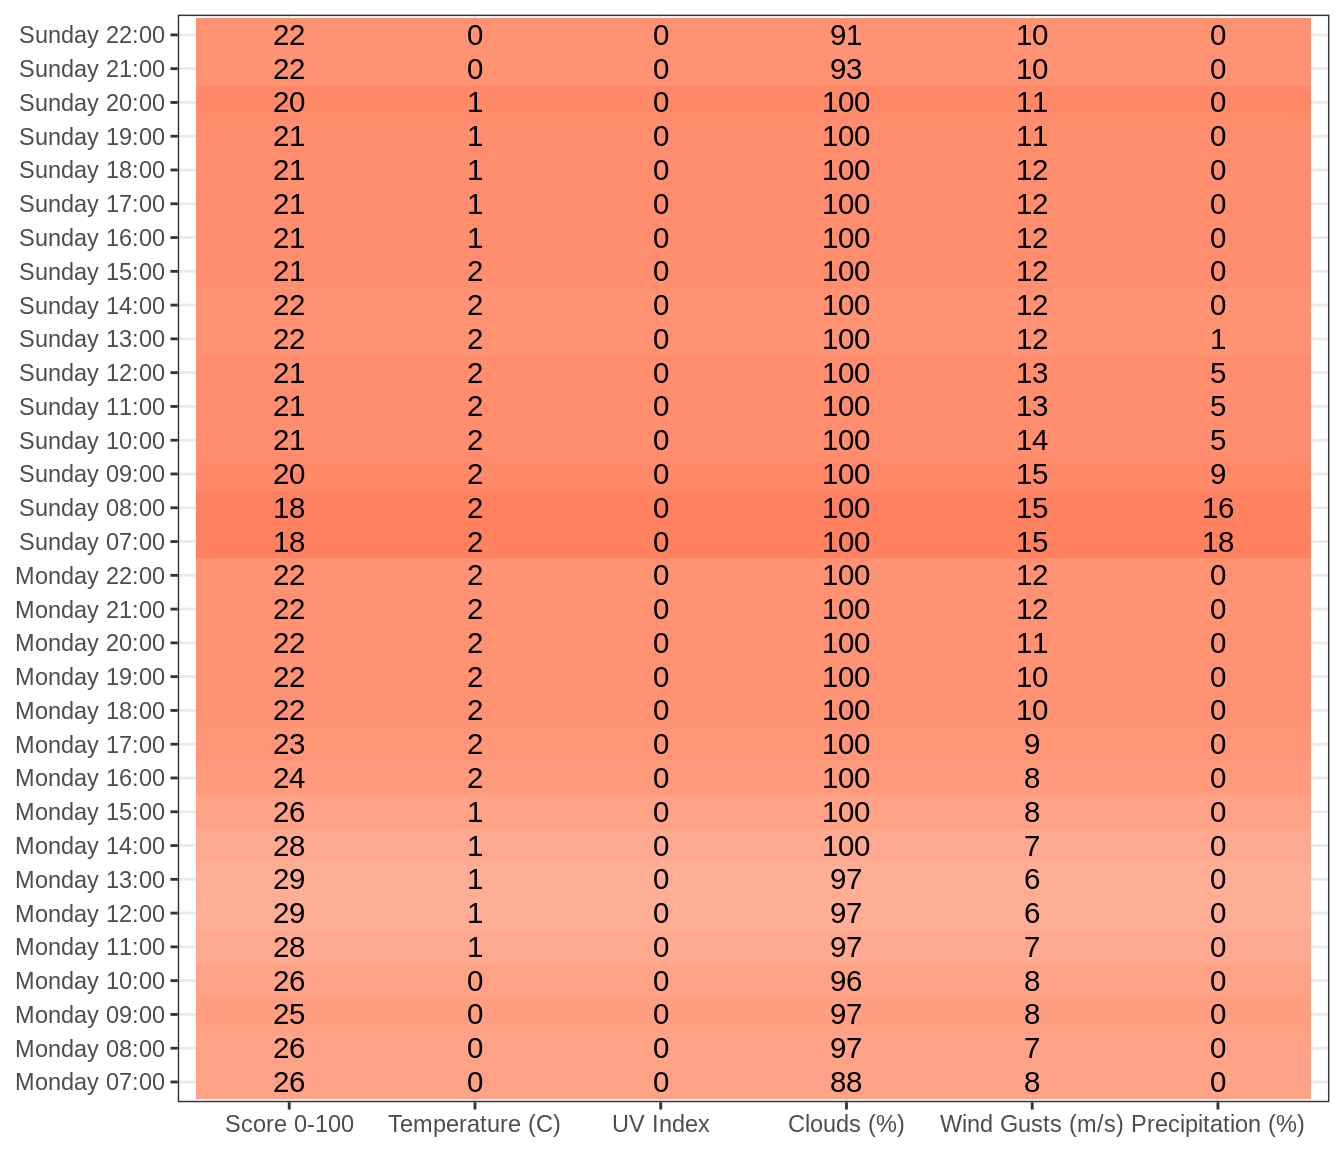 Sunday 22:00 22 0 0 91 10 0
Sunday 21:00 22 0 0 93 10 0
Sunday 20:00 20 1 0 100 11 0
Sunday 19:00 21 1 0 100 11 0
Sunday 18:00 21 1 0 100 12 0
Sunday 17:00 21 1 0 100 12 0
Sunday 16:00 21 1 0 100 12 0
Sunday 15:00 21 2 0 100 12 0
Sunday 14:00 22 2 0 100 12 0
Sunday 13:00 22 2 0 100 12 1
Sunday 12:00 21 2 0 100 13 5
Sunday 11:00 21 2 0 100 13 5
Sunday 10:00 21 2 0 100 14 5
Sunday 09:00 20 2 0 100 15 9
Sunday 08:00 18 2 0 100 15 16
Sunday 07:00 18 2 0 100 15 18
Monday 22:00 22 2 0 100 12 0
Monday 21:00 22 2 0 100 12 0
Monday 20:00 22 2 0 100 11 0
Monday 19:00 22 2 0 100 10 0
Monday 18:00 22 2 0 100 10 0
Monday 17:00 23 2 0 100 9 0
Monday 16:00 24 2 0 100 8 0
Monday 15:00 26 1 0 100 8 0
Monday 14:00 28 1 0 100 7 0
Monday 13:00 29 1 0 97 6 0
Monday 12:00 29 1 0 97 6 0
Monday 11:00 28 1 0 97 7 0
Monday 10:00 26 0 0 96 8 0
Monday 09:00 25 0 0 97 8 0
Monday 08:00 26 0 0 97 7 0
Monday 07:00 26 0 0 88 8 0
Score 0-100 Temperature (C) UV Index Clouds (%) Wind Gusts (m/s) Precipitation (%)